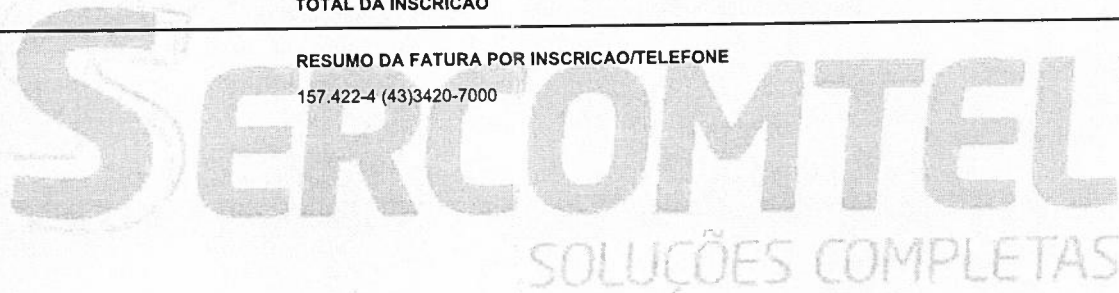 TOTAL DA INSCRICAO
RESUMO DA FATURA POR INSCRICAO/TELEFONE
157.422-4 (43)3420-7000
SERCOMTEL
SOLUÇÕES COMPLETAS